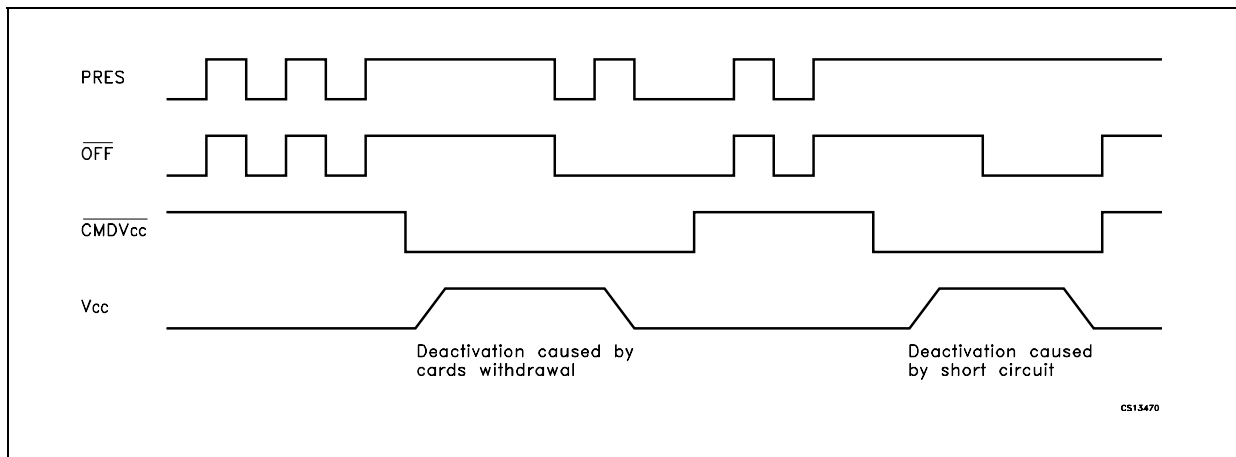 PRES
OFF
CMDVcc
Vcc
Deactivation caused by
cards withdrawal
Deactivation caused
by short circuit
CS13470